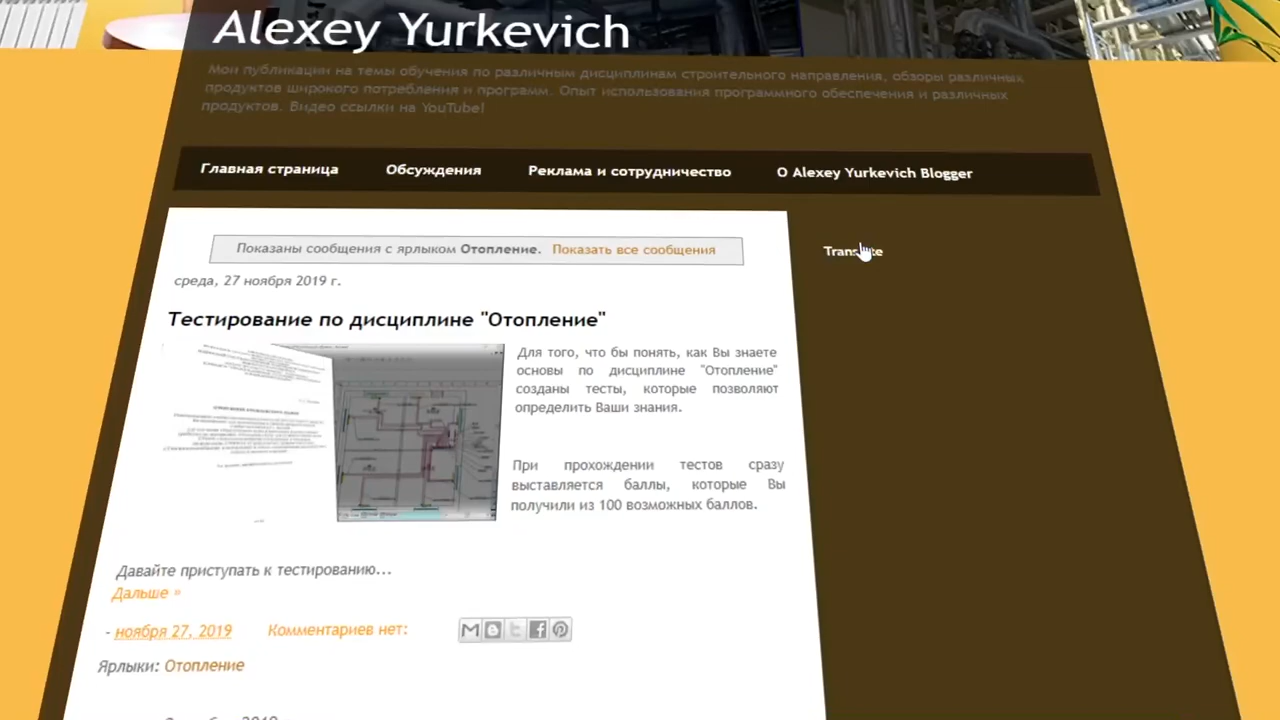 Alexey Yurkevich
Мои публикации на темы обучения по различным дисциплинам строительного направления, обзоры различных
продуктов широкого потребления и программ. Опыт использования программного обеспечения и различных
продуктов. Видео ссылки на YouTube!
Главная страница Обсуждения Реклама и сотрудничество О Alexey Yurkevich Blogger
Показаны сообщения с ярлыком Отопление. Показать все сообщения
среда, 27 ноября 2019 г.
Тестирование по дисциплине "Отопление"
Для того, что бы понять, как Вы знаете
основы по дисциплине "Отопление"
созданы тесты, которые позволяют
определить Ваши знания.
При прохождении тестов сразу
выставляется баллы, которые Вы
получили из 100 возможных баллов.
Давайте приступать к тестированию...
Дальше »
- ноября 27, 2019 Комментариев нет:
Ярлыки: Отопление